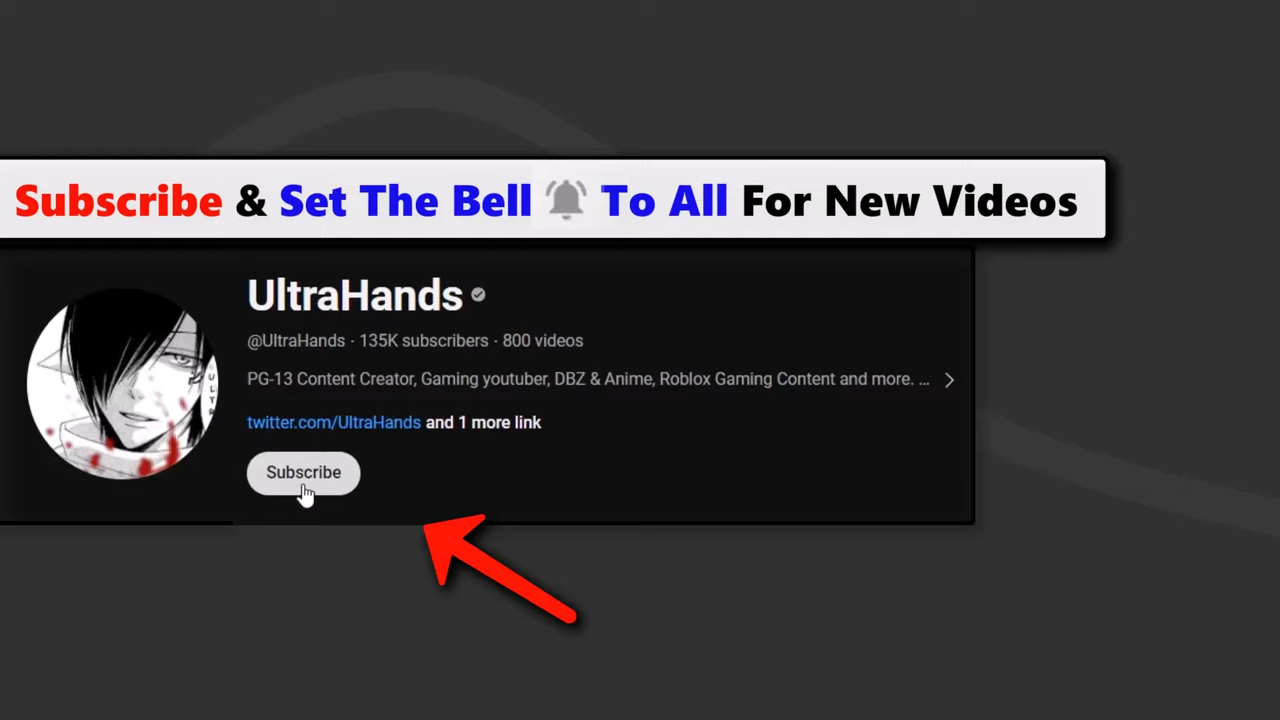 Subscribe & Set The Bell To All For New Videos
UltraHands
@UltraHands · 135K subscribers · 800 videos
PG-13 Content Creator, Gaming youtuber, DBZ & Anime, Roblox Gaming Content and more. ...
twitter.com/UltraHands and 1 more link
Subscribe
ULTR